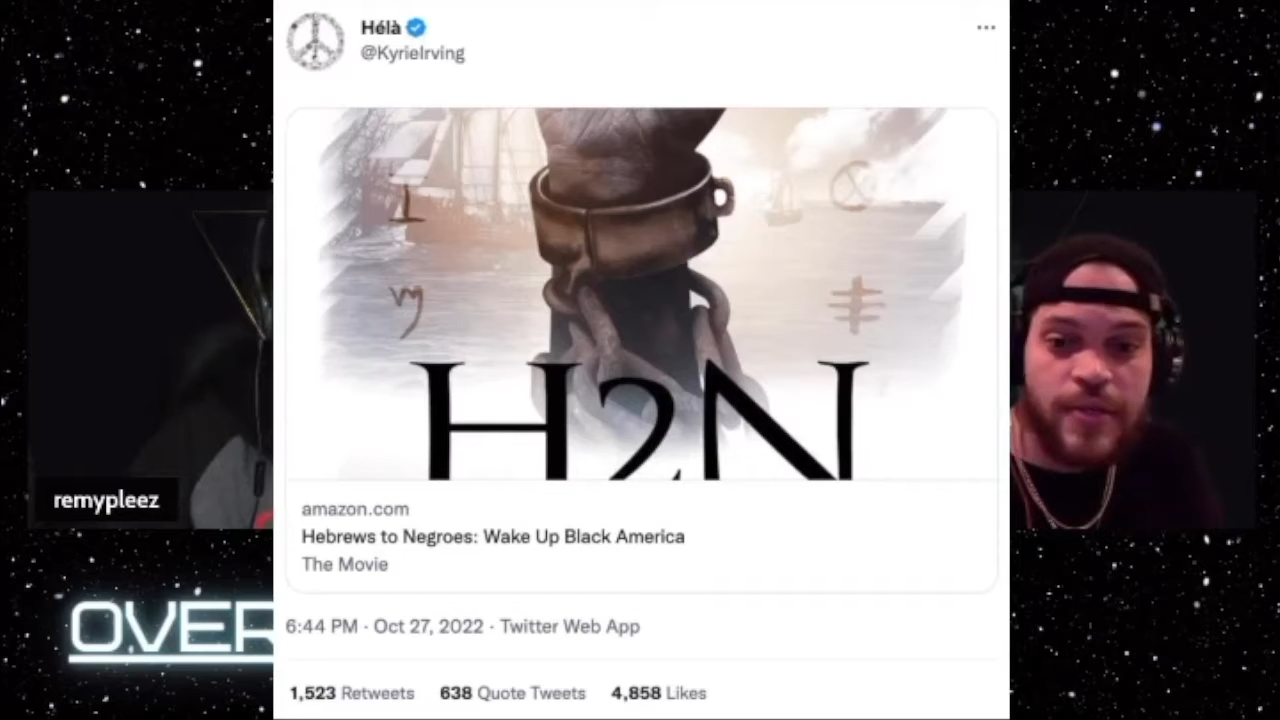 Hélà
@KyrieIrving
H2N
amazon.com
Hebrews to Negroes: Wake Up Black America
The Movie
6:44 PM · Oct 27, 2022 · Twitter Web App
1,523 Retweets 638 Quote Tweets 4,858 Likes
remypleez
OVER